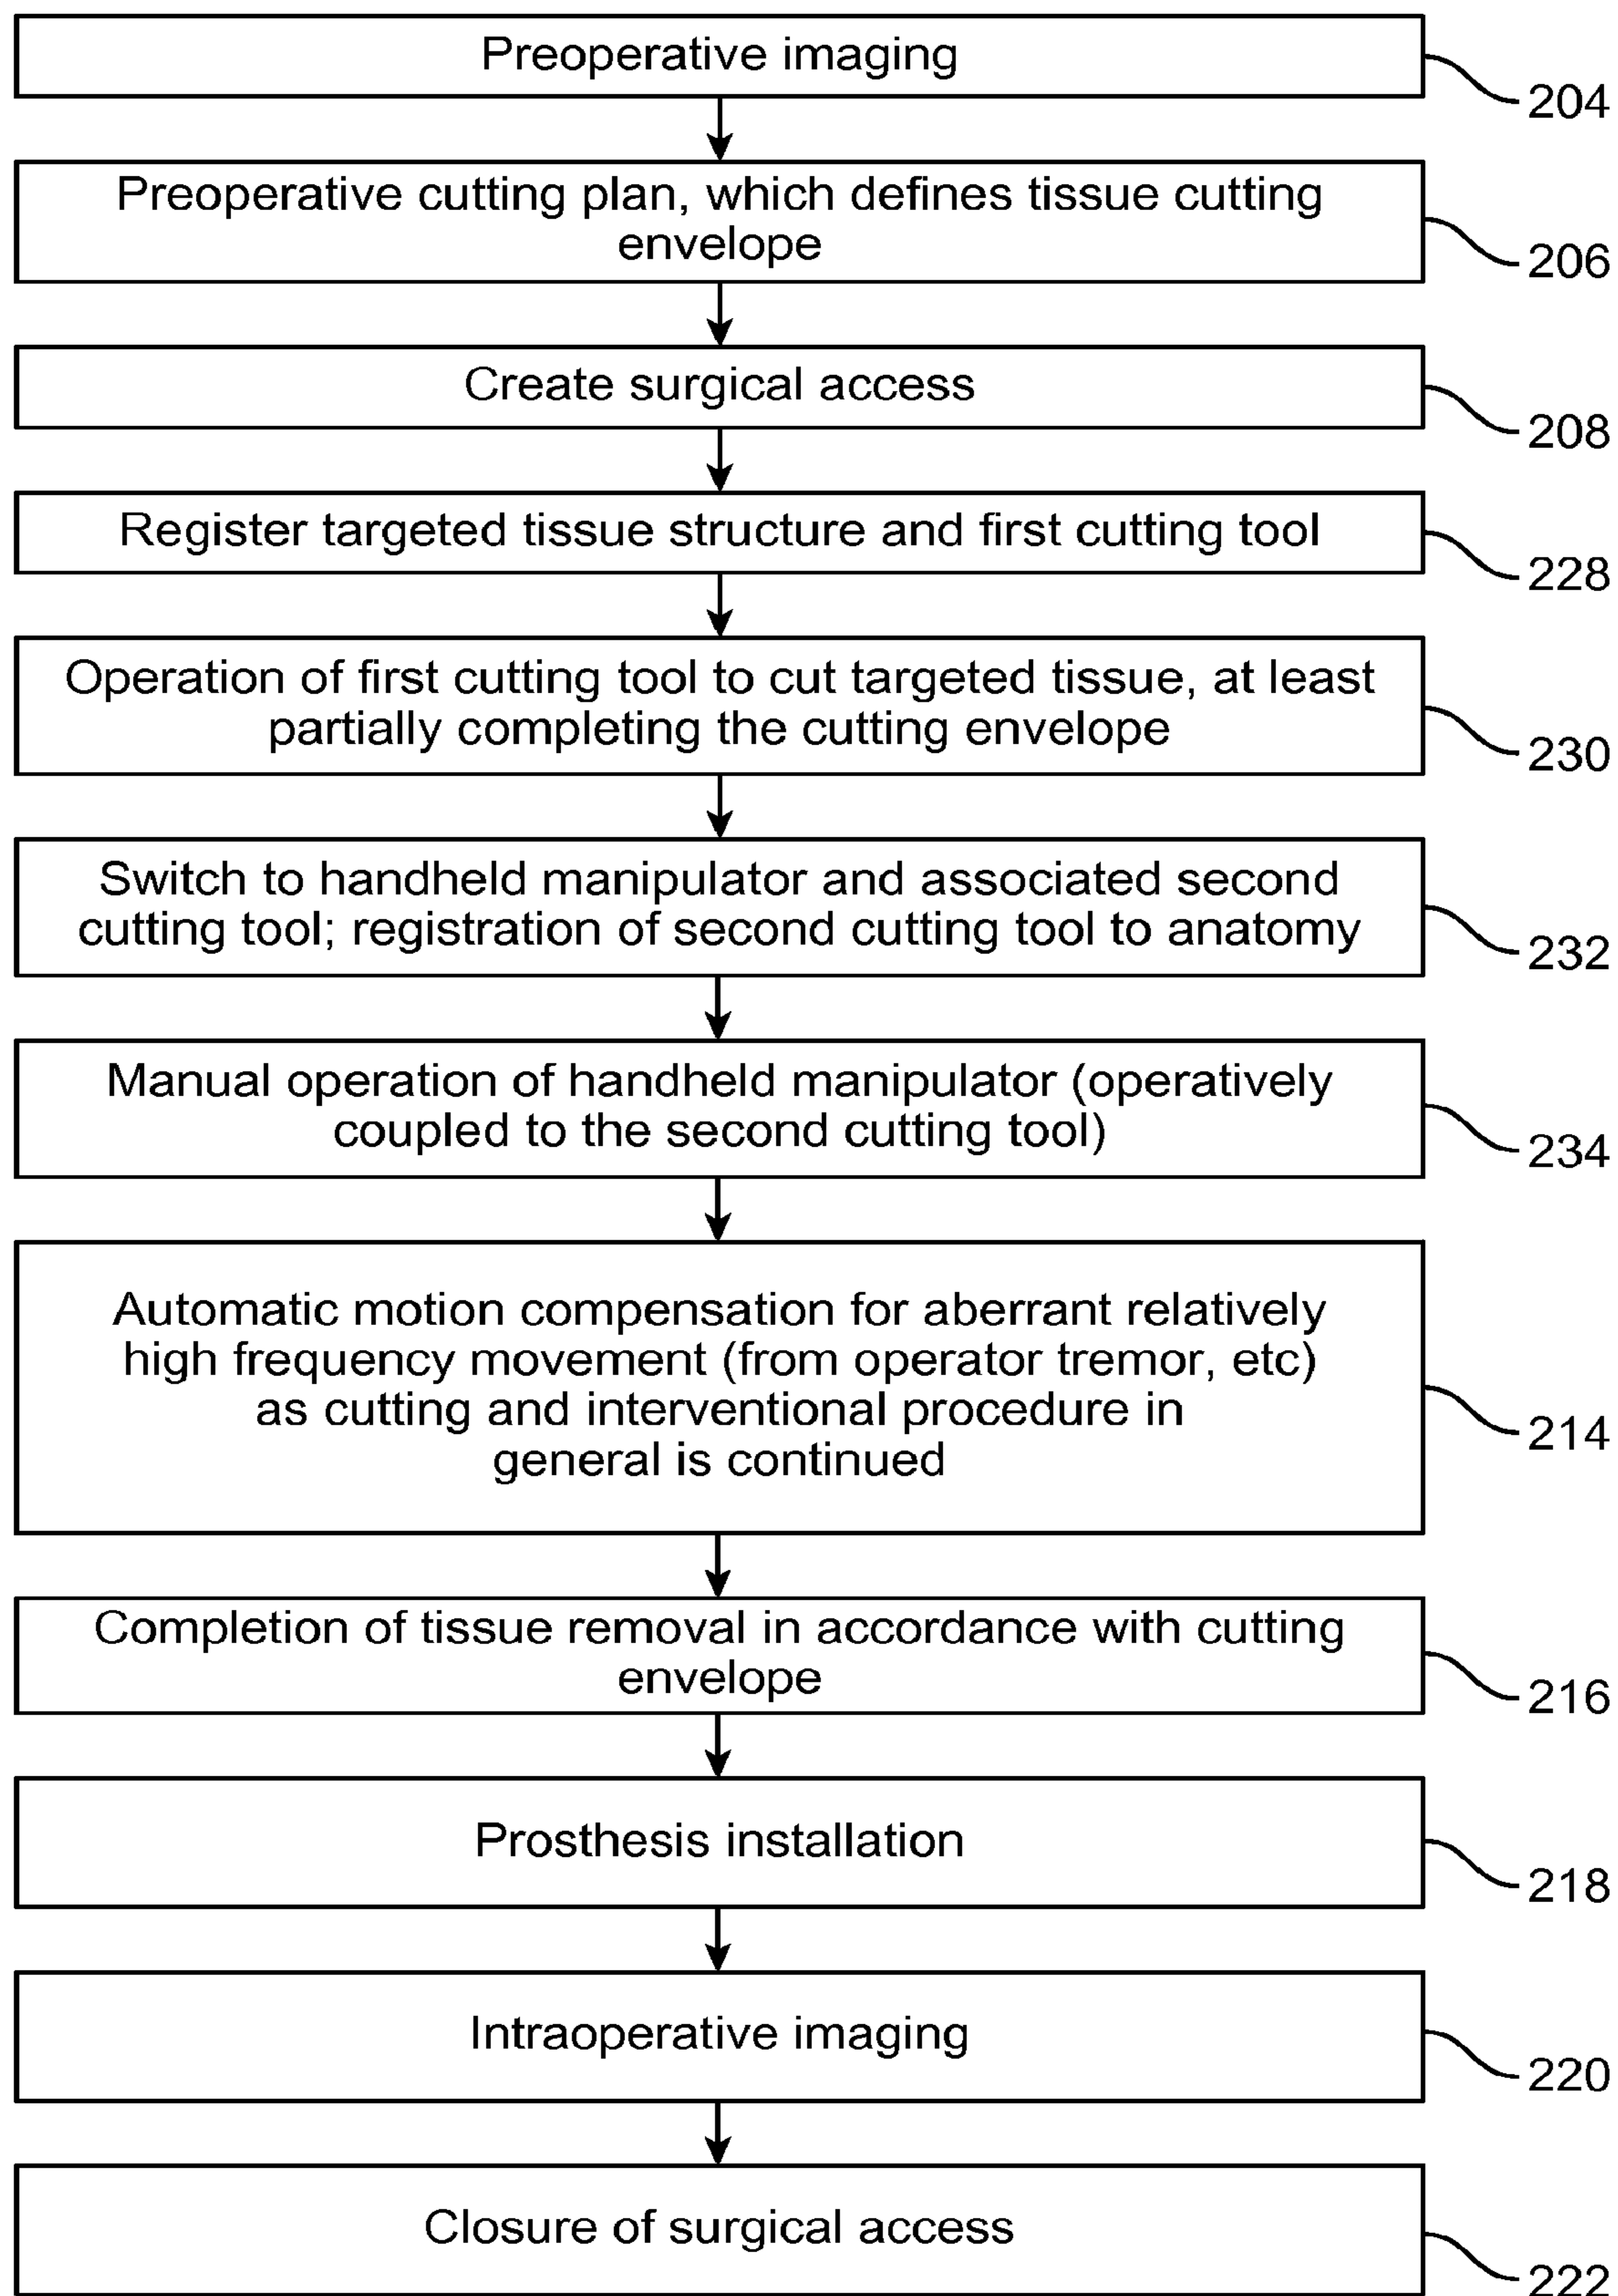 Preoperative imaging
204
Preoperative cutting plan, which defines tissue cutting
envelope
206
Create surgical access
208
Register targeted tissue structure and first cutting tool
228
Operation of first cutting tool to cut targeted tissue, at least
partially completing the cutting envelope
230
Switch to handheld manipulator and associated second
cutting tool; registration of second cutting tool to anatomy
232
Manual operation of handheld manipulator (operatively
coupled to the second cutting tool)
234
Automatic motion compensation for aberrant relatively
high frequency movement (from operator tremor, etc)
as cutting and interventional procedure in
general is continued
214
Completion of tissue removal in accordance with cutting
envelope
216
Prosthesis installation
218
Intraoperative imaging
220
Closure of surgical access
222